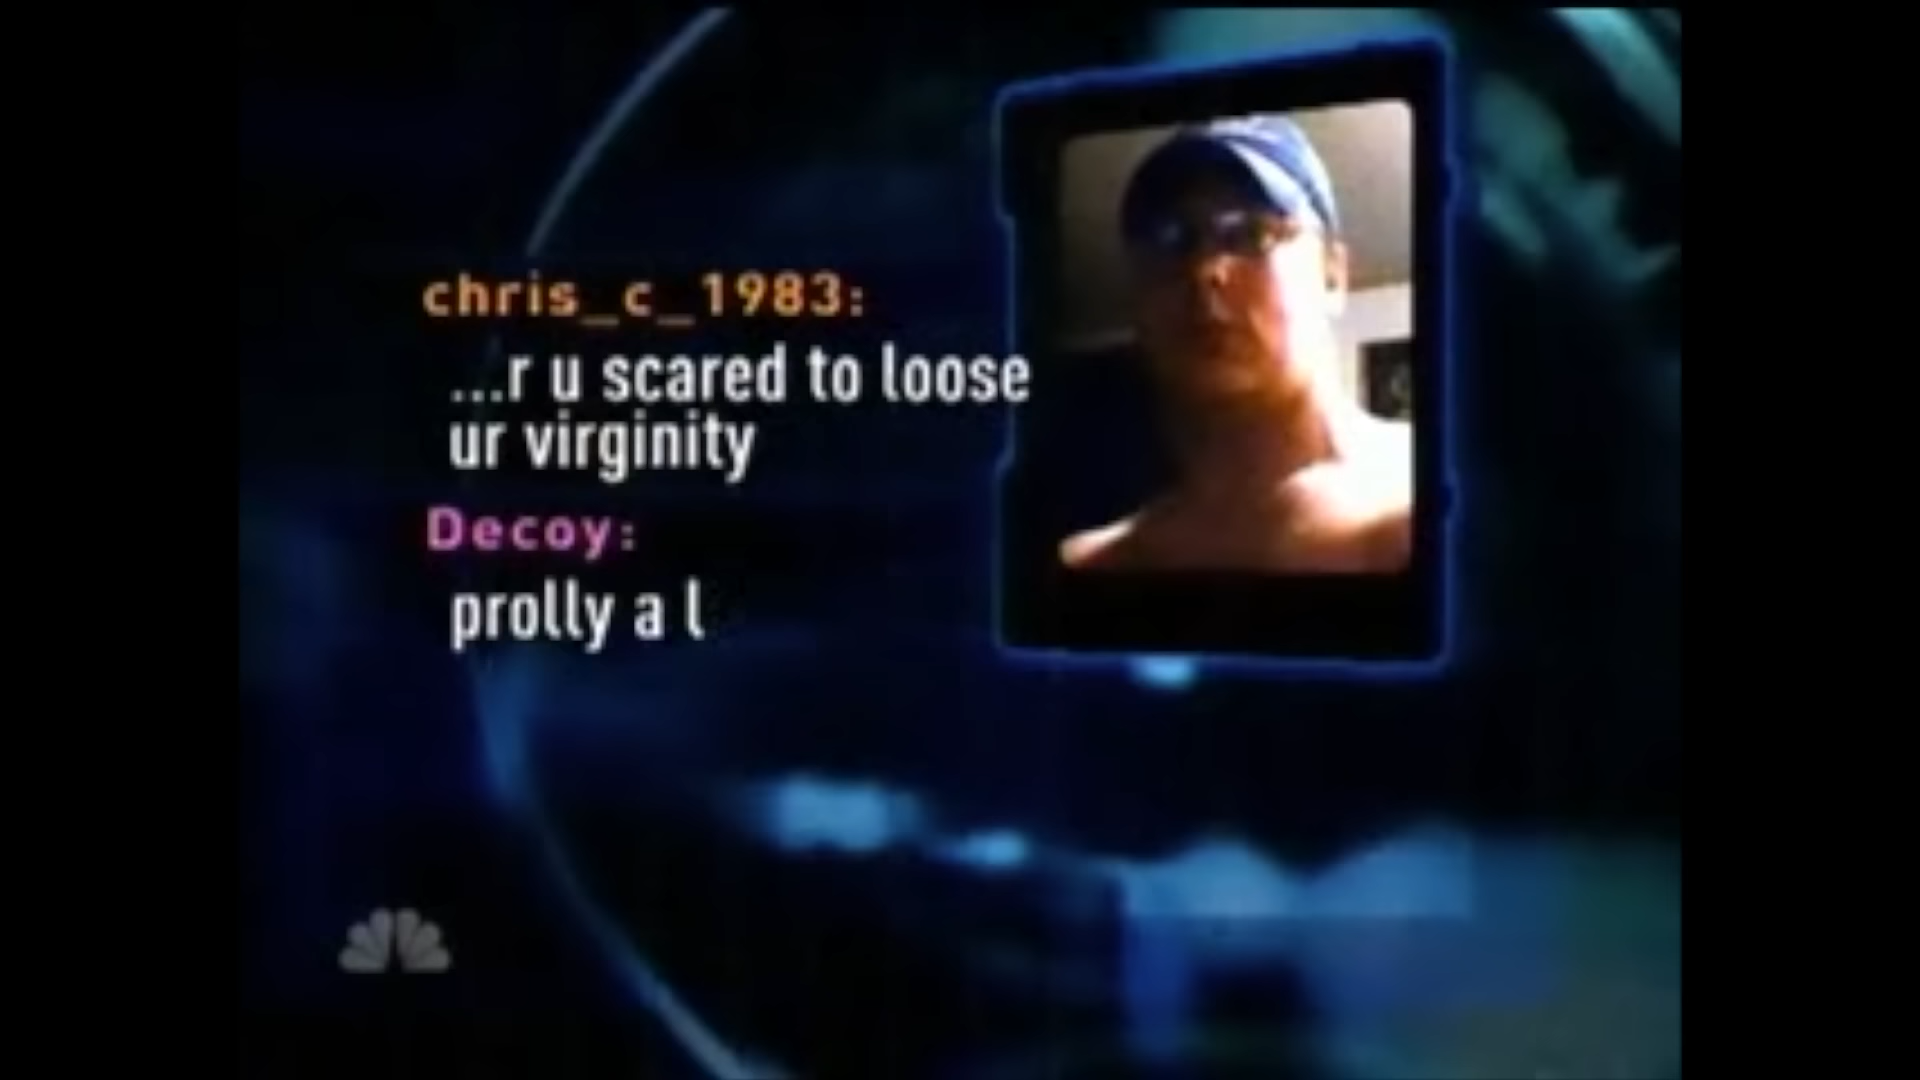 chris_c_1983:
...r u scared to loose
ur virginity
Decoy:
prolly a l